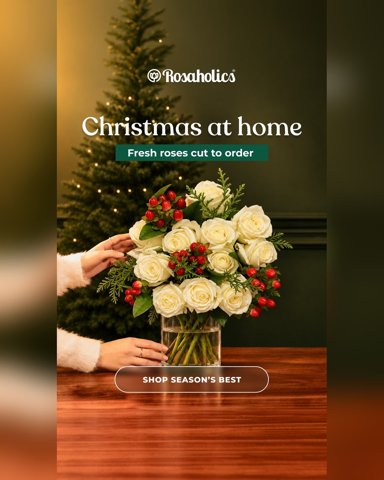 Rosaholics
Christmas at home
Fresh roses cut to order
SHOP SEASON'S BEST